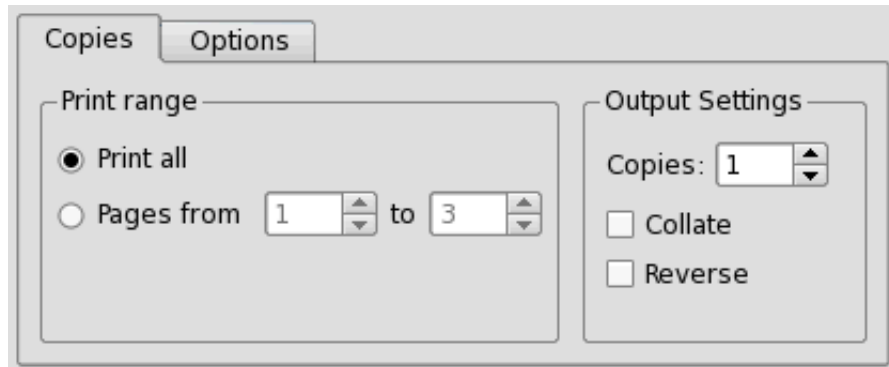 Copies Options
Print range
Print all
Pages from 1 to 3
Output Settings
Copies: 1
Collate
Reverse